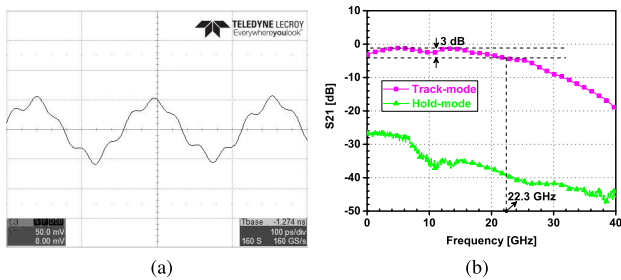 (a)
TELEDYNE LECROY
"Everywhereyoulook"
50.0 mV
0.00 mV
Tbase -1.274 ns
100 ps/div
160 S 160 GS/s
(b)
10
0
-10
-20
-30
-40
-50
S21 [dB]
3 dB
Track-mode
Hold-mode
22.3 GHz
0 10 20 30 40
Frequency [GHz]
(a)
(b)